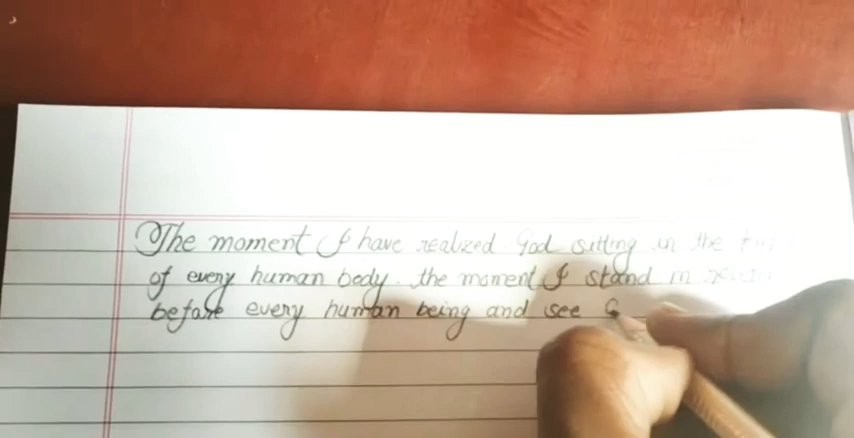 The moment I have realized God sitting in the
of every human body. the moment I stand in
before every human being and see G